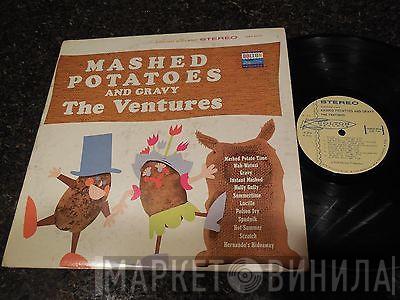 STEREO
MASHED
POTATOES
AND GRAVY
The Ventures
Mashed Potato Time
Wah-Watusi
Gravy
Instant Mashed
Hully Gully
Summertime
Lucille
Poison Ivy
Spudnik
Hot Summer
Scratch
Hernando's Hideaway
STEREO
MASHED POTATOES AND GRAVY
THE VENTURES
МАРКЕТ ВИНИЛА